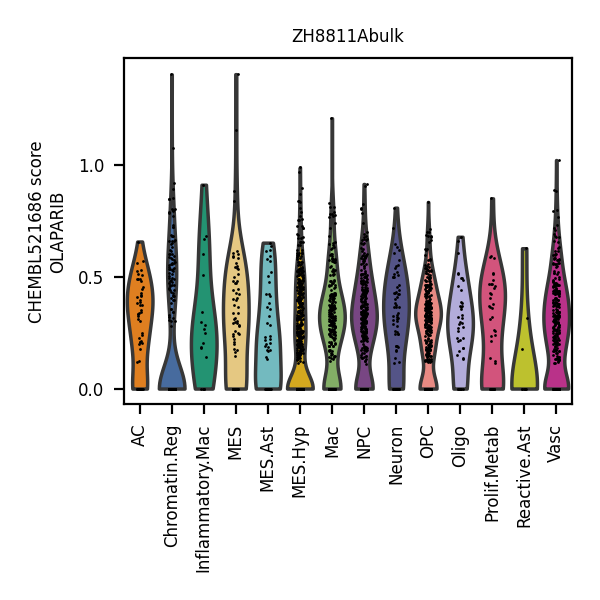 ZH8811Abulk
CHEMBL521686 score
OLAPARIB
1.0
0.5
0.0
AC
Chromatin.Reg
Inflammatory.Mac
MES
MES.Ast
MES.Hyp
Mac
NPC
Neuron
OPC
Oligo
Prolif.Metab
Reactive.Ast
Vasc